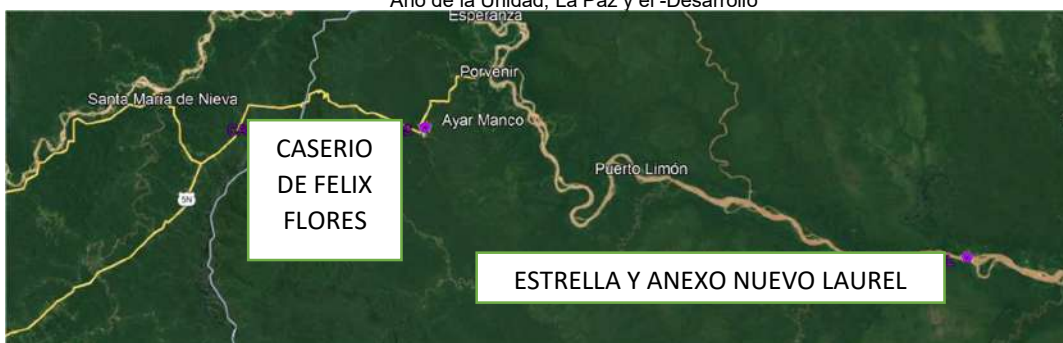 Año de la Unidad, La Paz y el -Desarrollo
Esperanza
Porvenir
Santa María de Nieva
Ayar Manco
CASERIO
DE FELIX
FLORES
Puerto Limón
5N
ESTRELLA Y ANEXO NUEVO LAUREL